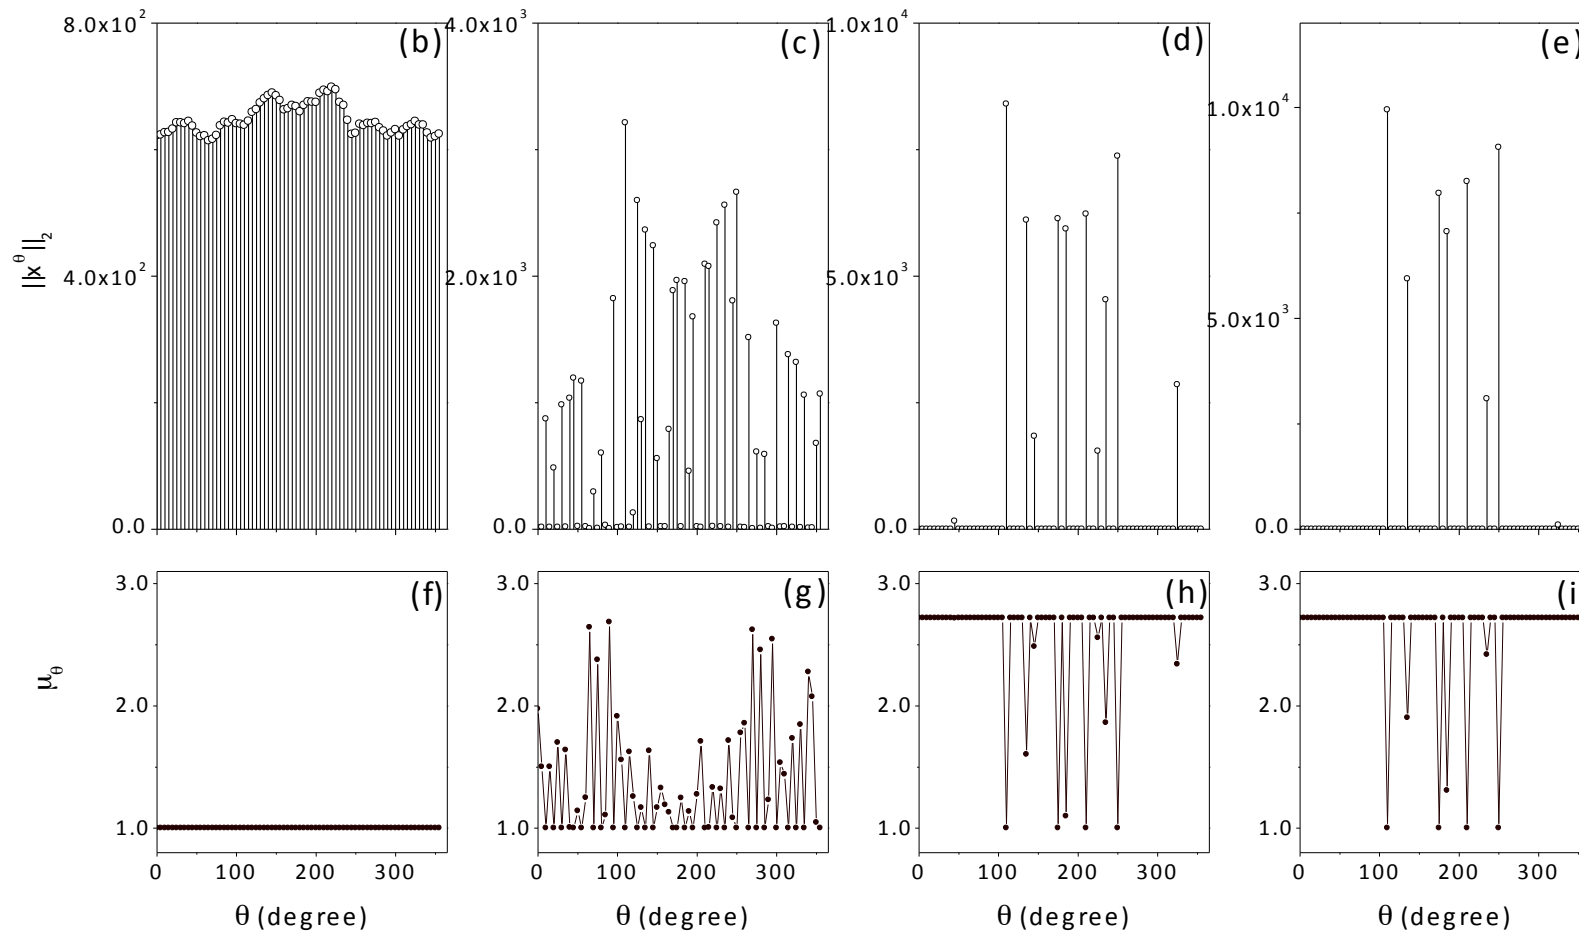 8.0x10² (b) 4.0x10³ (c) 1.0x10⁴ (d) (e)
1.0x10⁴
||x^θ||₂ 4.0x10² 2.0x10³ 5.0x10³ 5.0x10³
0.0 0.0 0.0 0.0
3.0 (f) 3.0 (g) 3.0 (h) 3.0 (i
μ_θ 2.0 2.0 2.0 2.0
1.0 1.0 1.0 1.0
0 100 200 300 0 100 200 300 0 100 200 300 0 100 200 300
θ (degree) θ (degree) θ (degree) θ (degree)